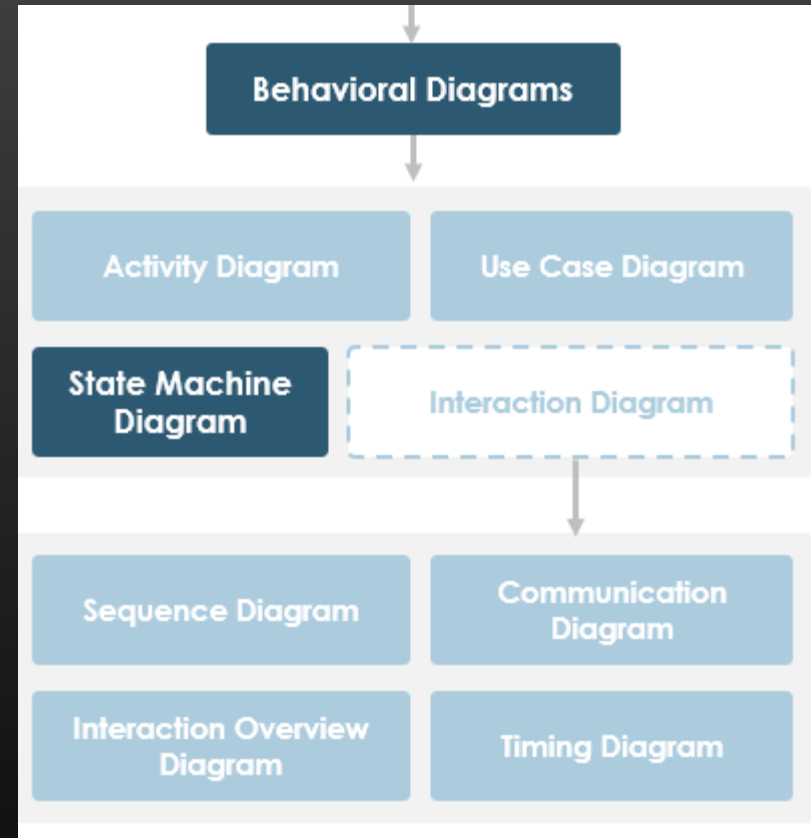 Behavioral Diagrams
Activity Diagram
Use Case Diagram
State Machine
Diagram
Interaction Diagram
Sequence Diagram
Communication
Diagram
Interaction Overview
Diagram
Timing Diagram